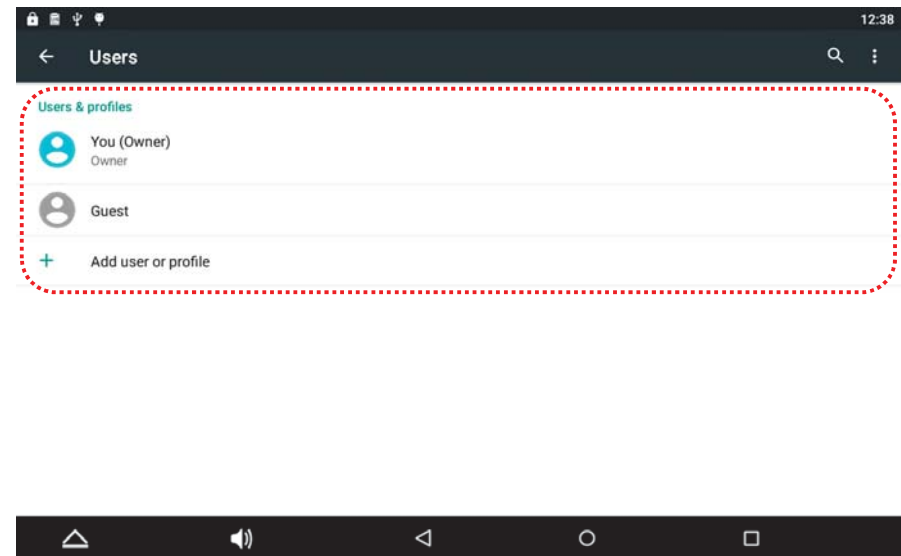 12:38
Users
Users & profiles
You (Owner)
Owner
Guest
Add user or profile